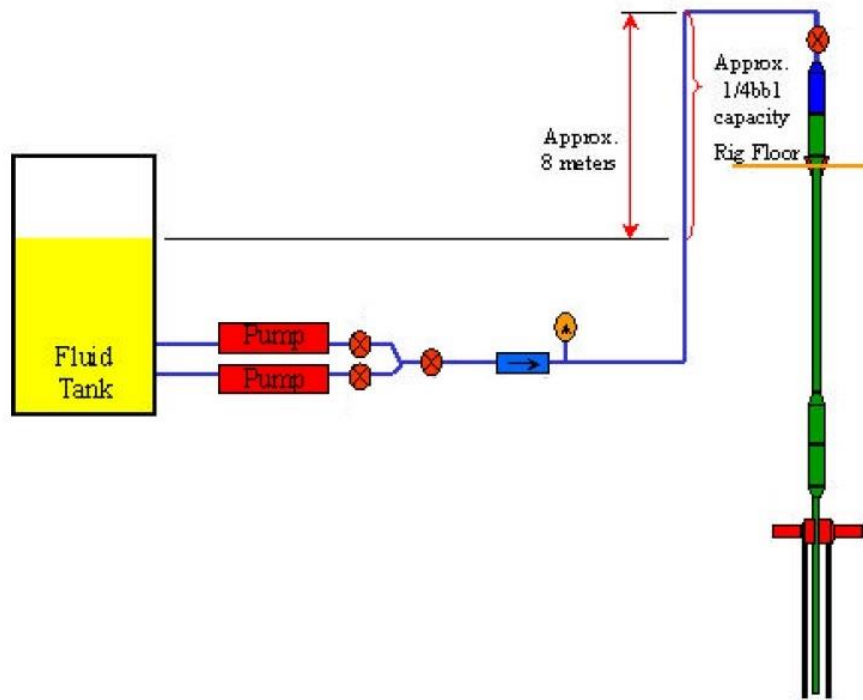 Approx.
1/4bbl
capacity
Approx.
8 meters
Rig Floor
Pump
Pump
Fluid
Tank